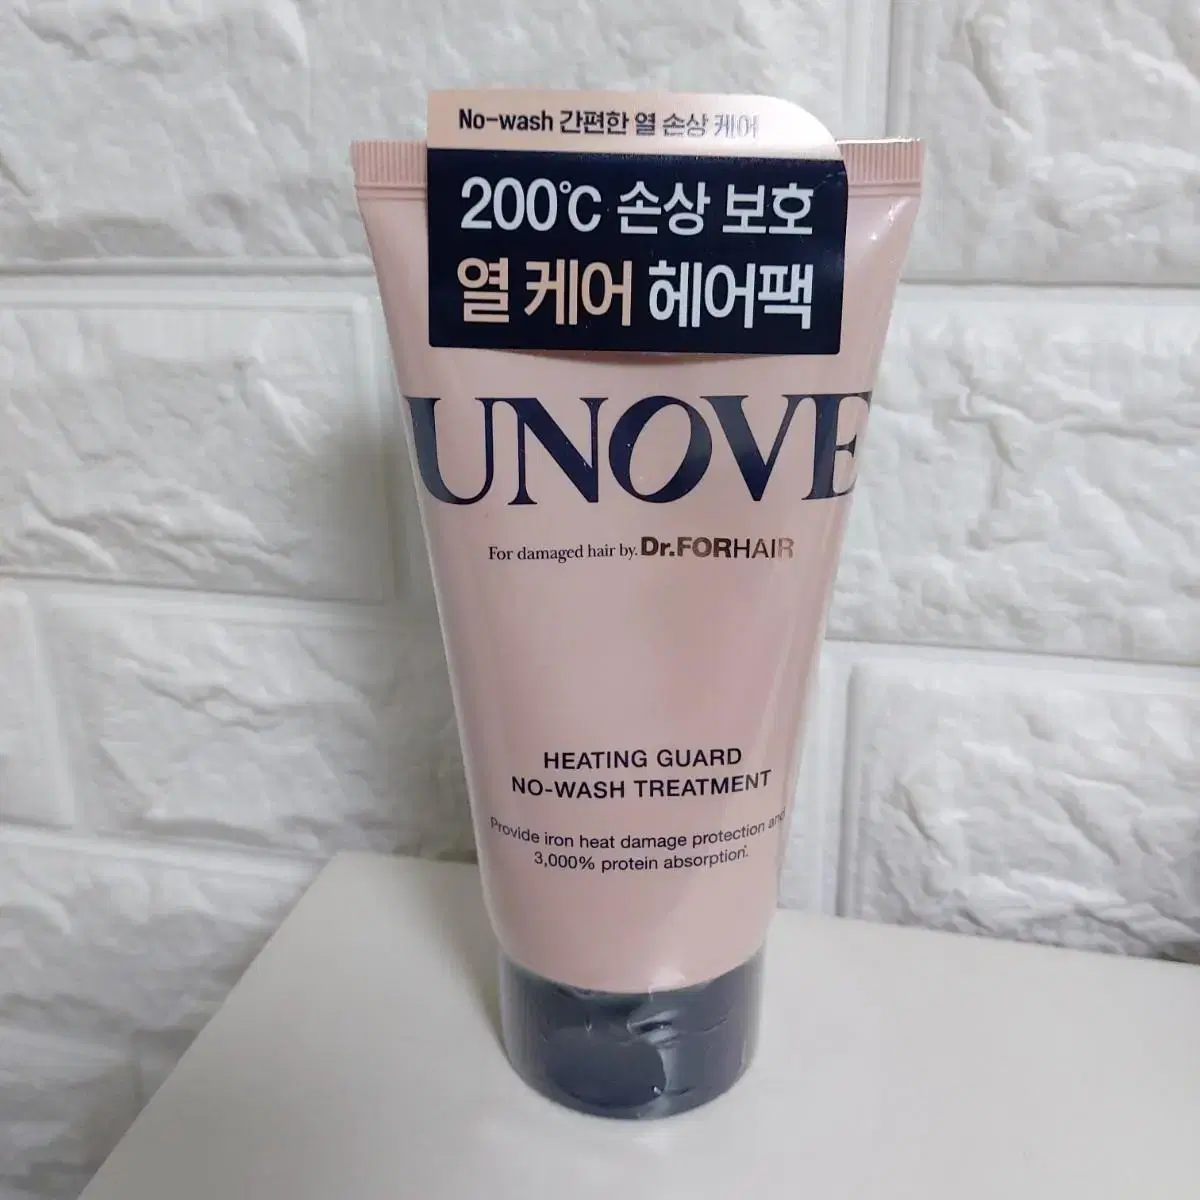 No-wash 간편한 열 손상 케어
200℃ 손상 보호
열 케어 헤어팩
UNOVE
For damaged hair by. Dr.FORHAIR
HEATING GUARD
NO-WASH TREATMENT
Provide iron heat damage protection and
3,000% protein absorption*.